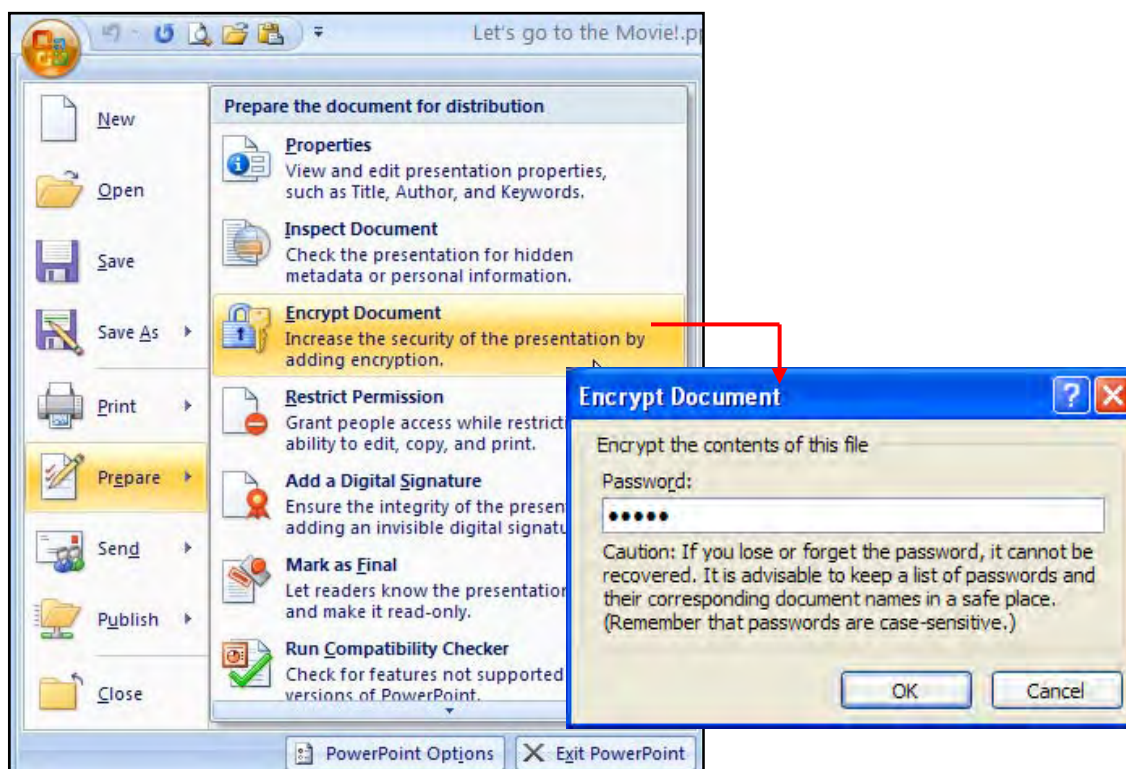 Let's go to the Movie!.pp
New
Open
Save
Save As
Print
Prepare
Send
Publish
Close
Prepare the document for distribution
Properties
View and edit presentation properties,
such as Title, Author, and Keywords.
Inspect Document
Check the presentation for hidden
metadata or personal information.
Encrypt Document
Increase the security of the presentation by
adding encryption.
Restrict Permission
Grant people access while restricti
ability to edit, copy, and print.
Add a Digital Signature
Ensure the integrity of the presen
adding an invisible digital signatu
Mark as Final
Let readers know the presentation
and make it read-only.
Run Compatibility Checker
Check for features not supported
versions of PowerPoint.
PowerPoint Options
Exit PowerPoint
Encrypt Document
Encrypt the contents of this file
Password:
•••••
Caution: If you lose or forget the password, it cannot be
recovered. It is advisable to keep a list of passwords and
their corresponding document names in a safe place.
(Remember that passwords are case-sensitive.)
OK
Cancel